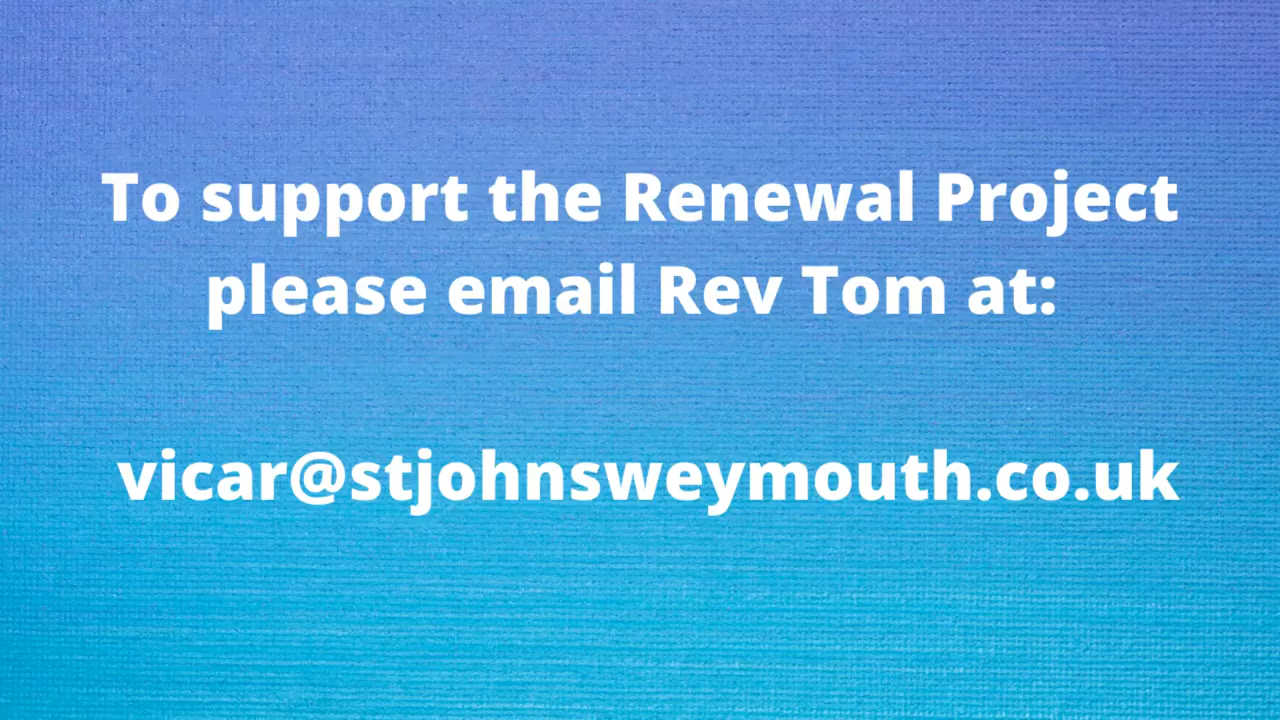 To support the Renewal Project
please email Rev Tom at:
vicar@stjohnsweymouth.co.uk